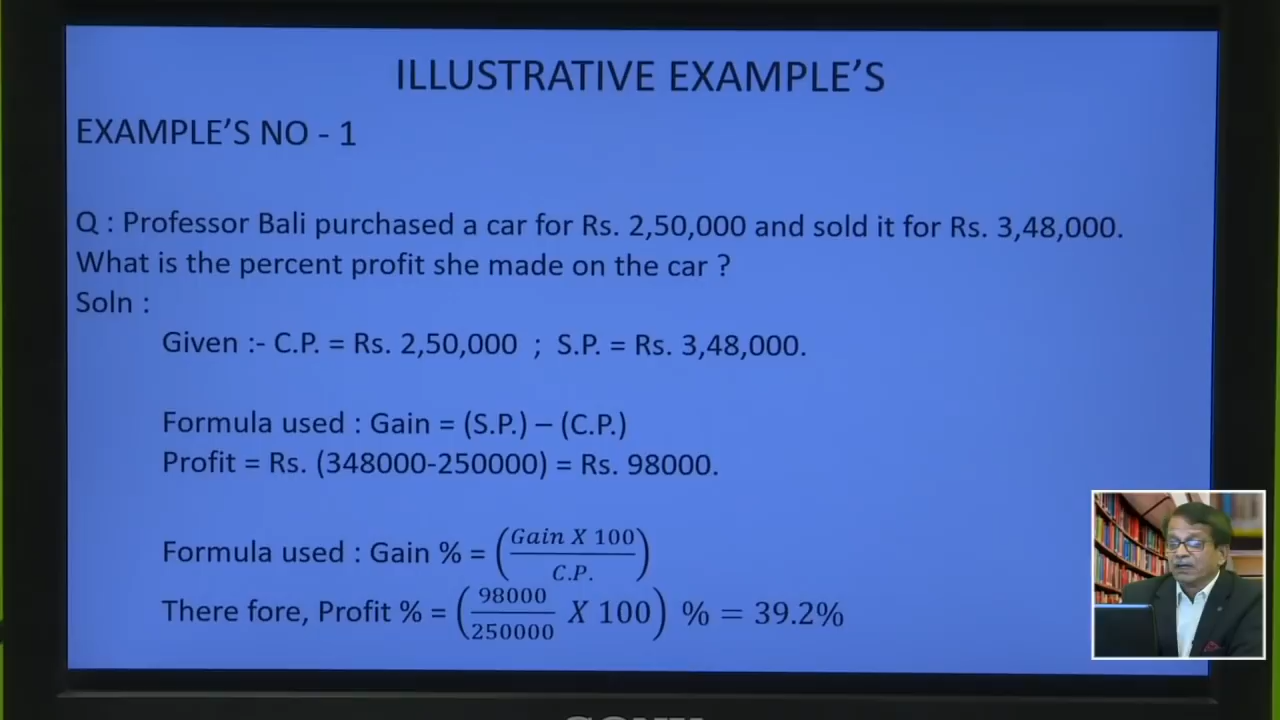 ILLUSTRATIVE EXAMPLE'S
EXAMPLE'S NO - 1
Q : Professor Bali purchased a car for Rs. 2,50,000 and sold it for Rs. 3,48,000.
What is the percent profit she made on the car ?
Soln :
Given :- C.P. = Rs. 2,50,000 ; S.P. = Rs. 3,48,000.
Formula used : Gain = (S.P.) – (C.P.)
Profit = Rs. (348000-250000) = Rs. 98000.
Formula used : Gain % = (Gain X 100 / C.P.)
There fore, Profit % = (98000 / 250000 X 100) % = 39.2%